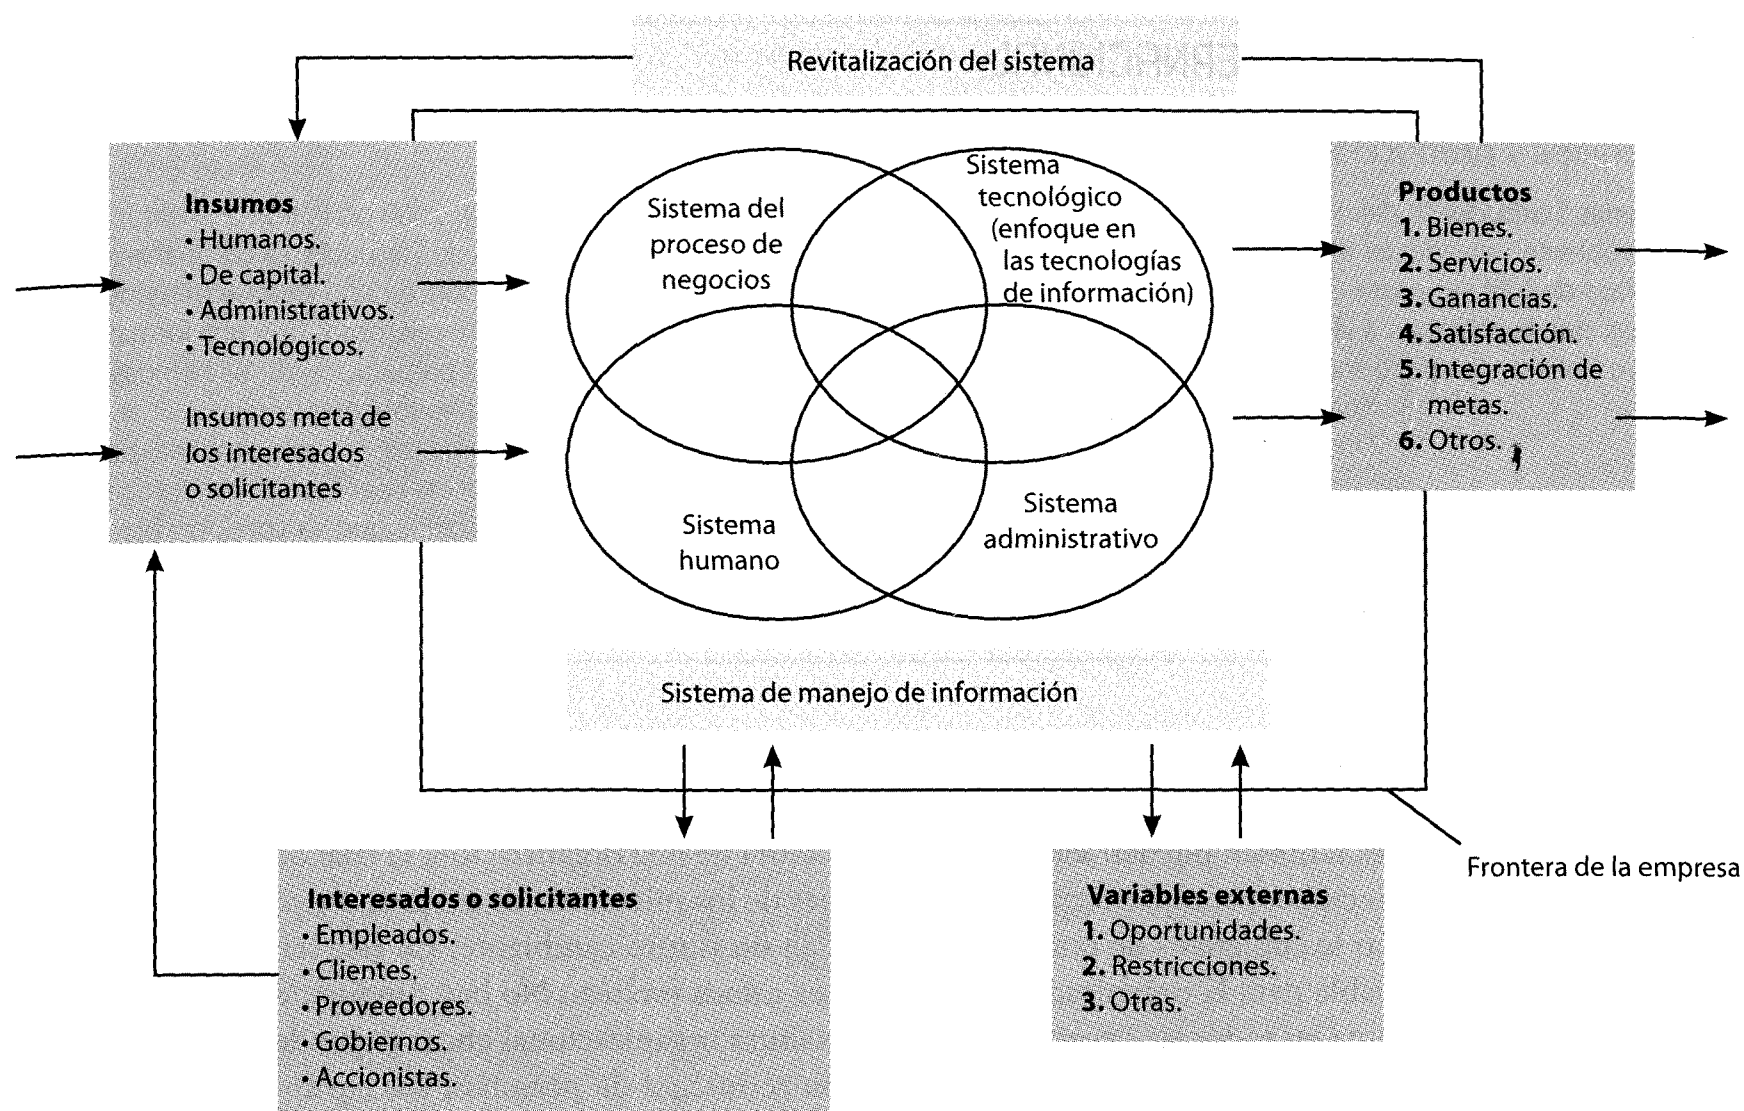 Revitalización del sistema
Insumos
• Humanos.
• De capital.
• Administrativos.
• Tecnológicos.
Insumos meta de
los interesados
o solicitantes
Sistema del
proceso de
negocios
Sistema
tecnológico
(enfoque en
las tecnologías
de información)
Sistema
humano
Sistema
administrativo
Productos
1. Bienes.
2. Servicios.
3. Ganancias.
4. Satisfacción.
5. Integración de
metas.
6. Otros.
Sistema de manejo de información
Frontera de la empresa
Interesados o solicitantes
• Empleados.
• Clientes.
• Proveedores.
• Gobiernos.
• Accionistas.
Variables externas
1. Oportunidades.
2. Restricciones.
3. Otras.